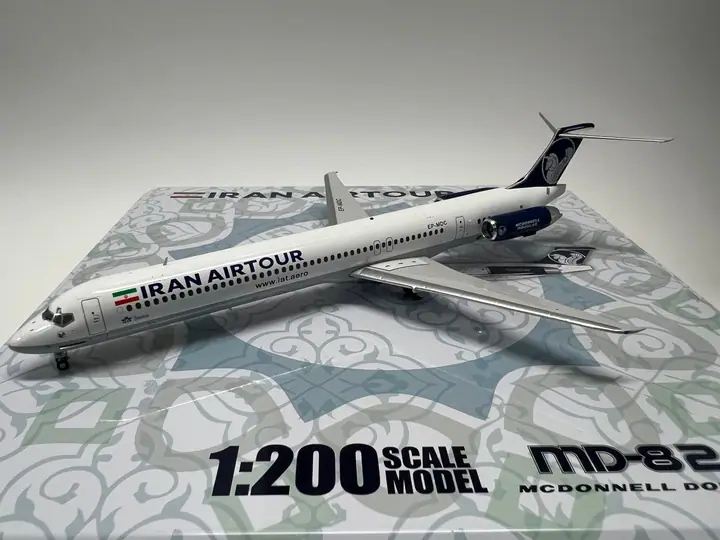 IRAN AIRTOUR
EP-MDC
IRAN AIRTOUR
www.iat.aero
1:200 SCALE MODEL
MD-82
MCDONNELL DO